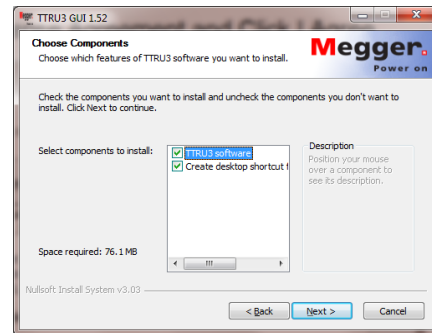 TTRU3 GUI 1.52
Choose Components
Choose which features of TTRU3 software you want to install.
Megger.
Power on
Check the components you want to install and uncheck the components you don't want to
install. Click Next to continue.
Select components to install:
TTRU3 software
Create desktop shortcut f
Description
Position your mouse
over a component to
see its description.
Space required: 76.1MB
Nullsoft Install System v3.03
< Back
Next >
Cancel